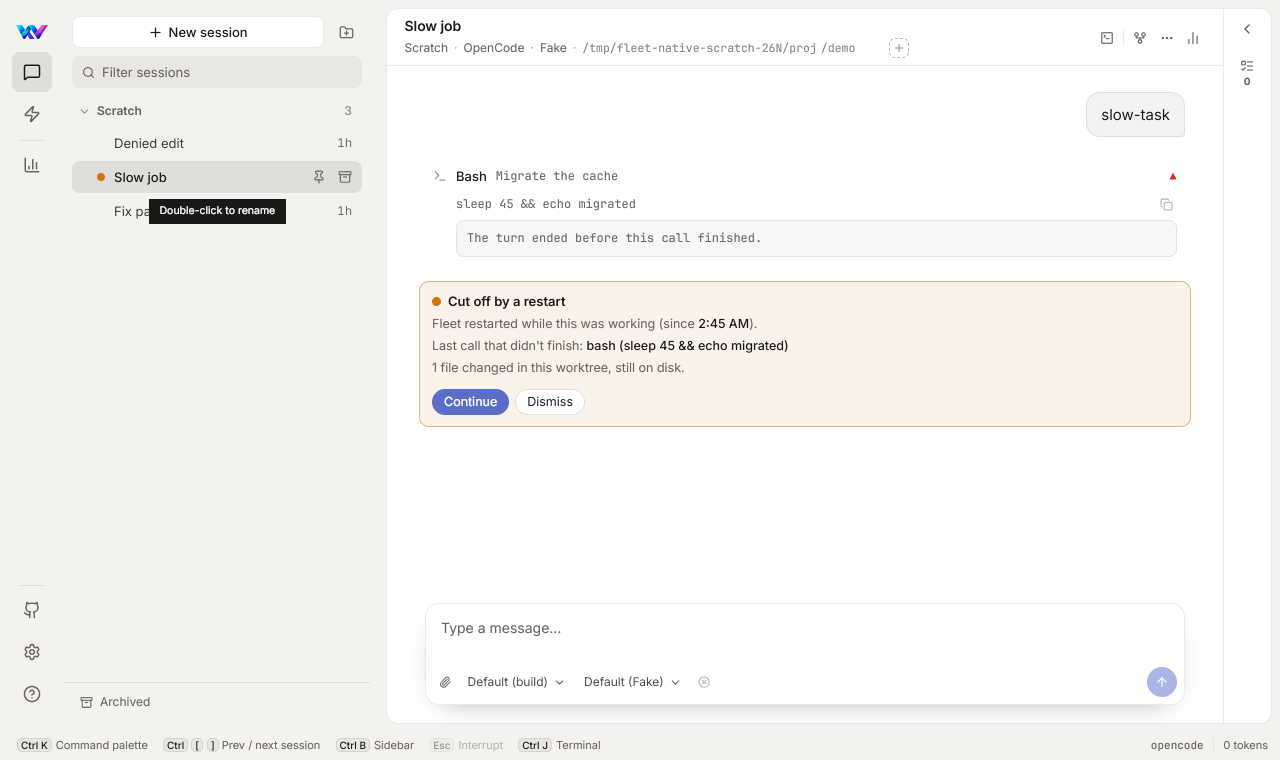 New session
Filter sessions
Scratch 3
Denied edit 1h
Slow job
Double-click to rename
Fix pa 1h
Archived
Slow job
Scratch · OpenCode · Fake · /tmp/fleet-native-scratch-26N/proj /demo
0
slow-task
Bash Migrate the cache
sleep 45 && echo migrated
The turn ended before this call finished.
Cut off by a restart
Fleet restarted while this was working (since 2:45 AM).
Last call that didn't finish: bash (sleep 45 && echo migrated)
1 file changed in this worktree, still on disk.
Continue Dismiss
Type a message...
Default (build) Default (Fake)
Ctrl K Command palette · Ctrl [ ] Prev / next session · Ctrl B Sidebar · Esc Interrupt · Ctrl J Terminal
opencode 0 tokens